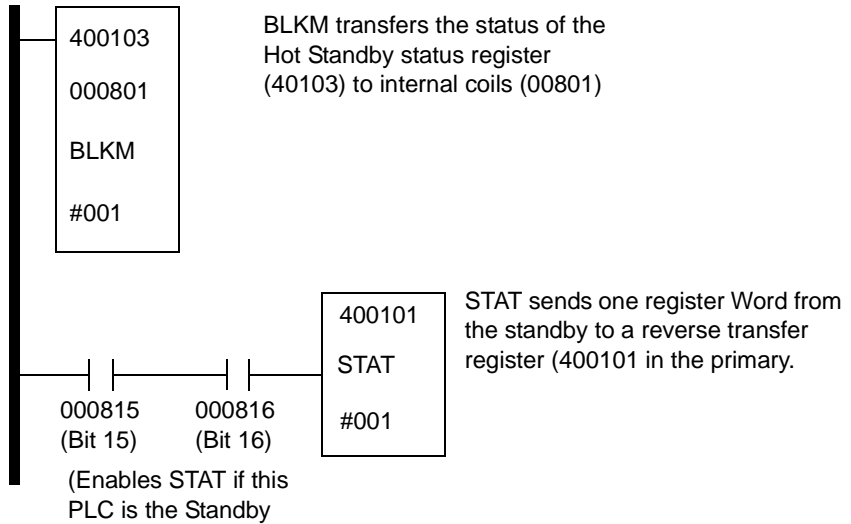 400103
000801
BLKM
#001
BLKM transfers the status of the
Hot Standby status register
(40103) to internal coils (00801)
400101
STAT
#001
STAT sends one register Word from
the standby to a reverse transfer
register (400101 in the primary.
000815
(Bit 15)
000816
(Bit 16)
(Enables STAT if this
PLC is the Standby